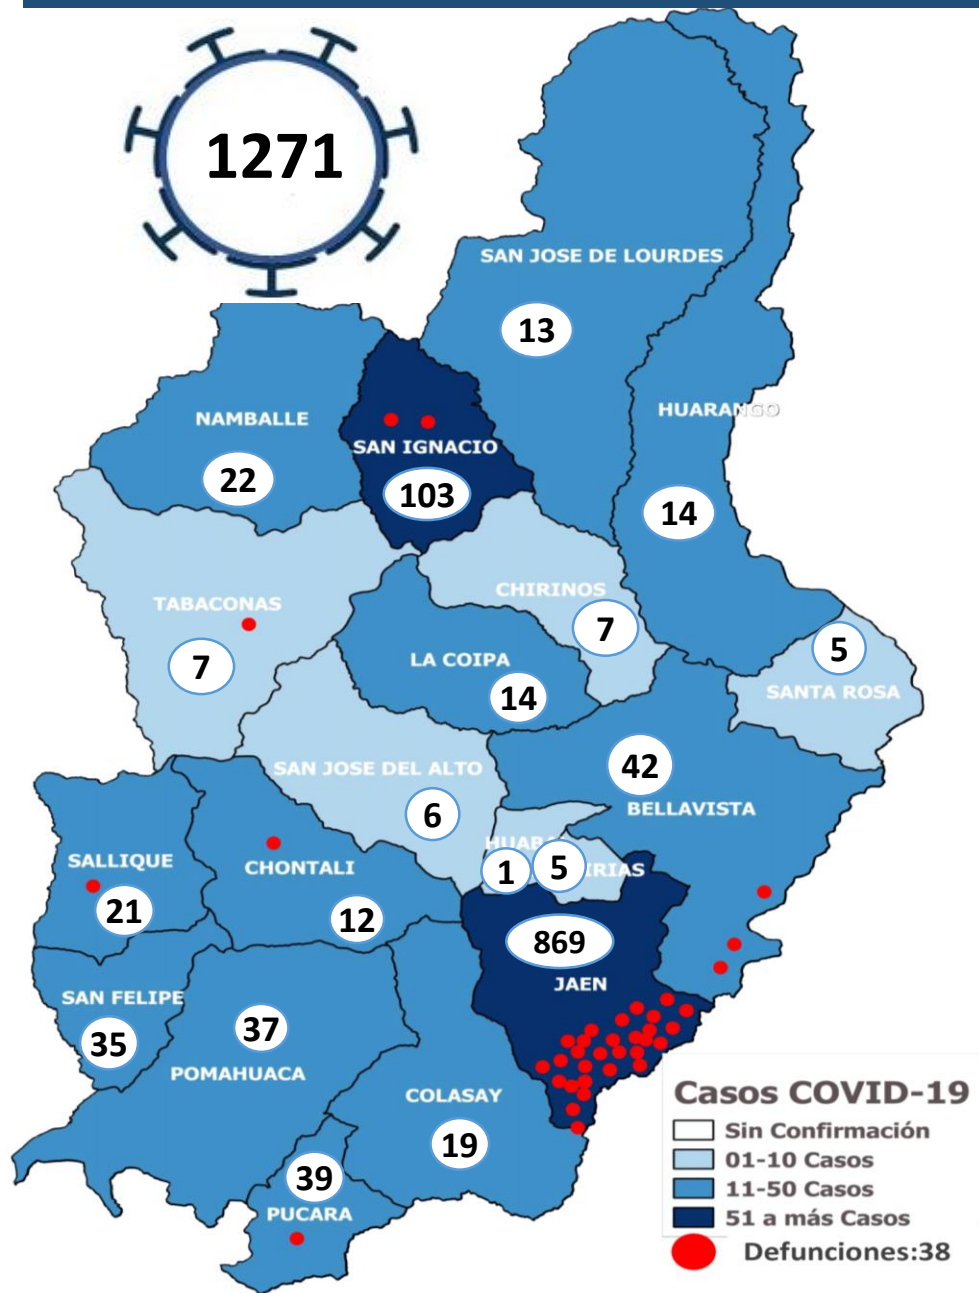 1271
SAN JOSE DE LOURDES
13
HUARANGO
14
NAMBALLE
22
SAN IGNACIO
103
TABACONAS
7
CHIRINOS
7
LA COIPA
14
5
SANTA ROSA
SAN JOSE DEL ALTO
6
42
BELLAVISTA
1
5
SALLIQUE
21
CHONTALI
12
869
JAEN
SAN FELIPE
35
37
POMAHUACA
COLASAY
19
39
PUCARA
Casos COVID-19
Sin Confirmación
01-10 Casos
11-50 Casos
51 a más Casos
Defunciones:38